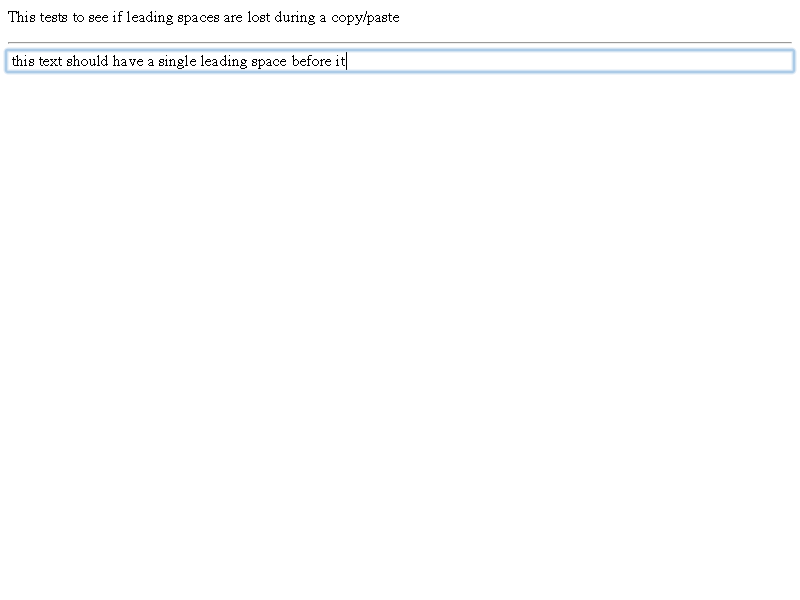 This tests to see if leading spaces are lost during a copy/paste
 this text should have a single leading space before it